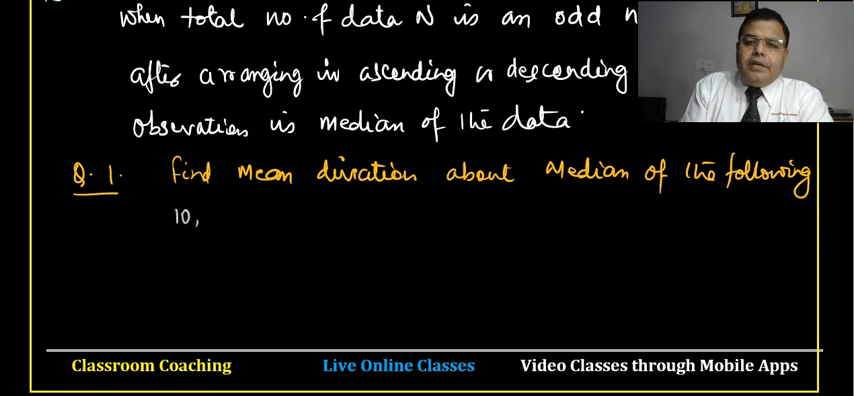 when total no. of data N is an odd n
after arranging in ascending or descending
observation is median of the data.
Q.1. Find Mean diviation about Median of the following
10,
Classroom Coaching Live Online Classes Video Classes through Mobile Apps